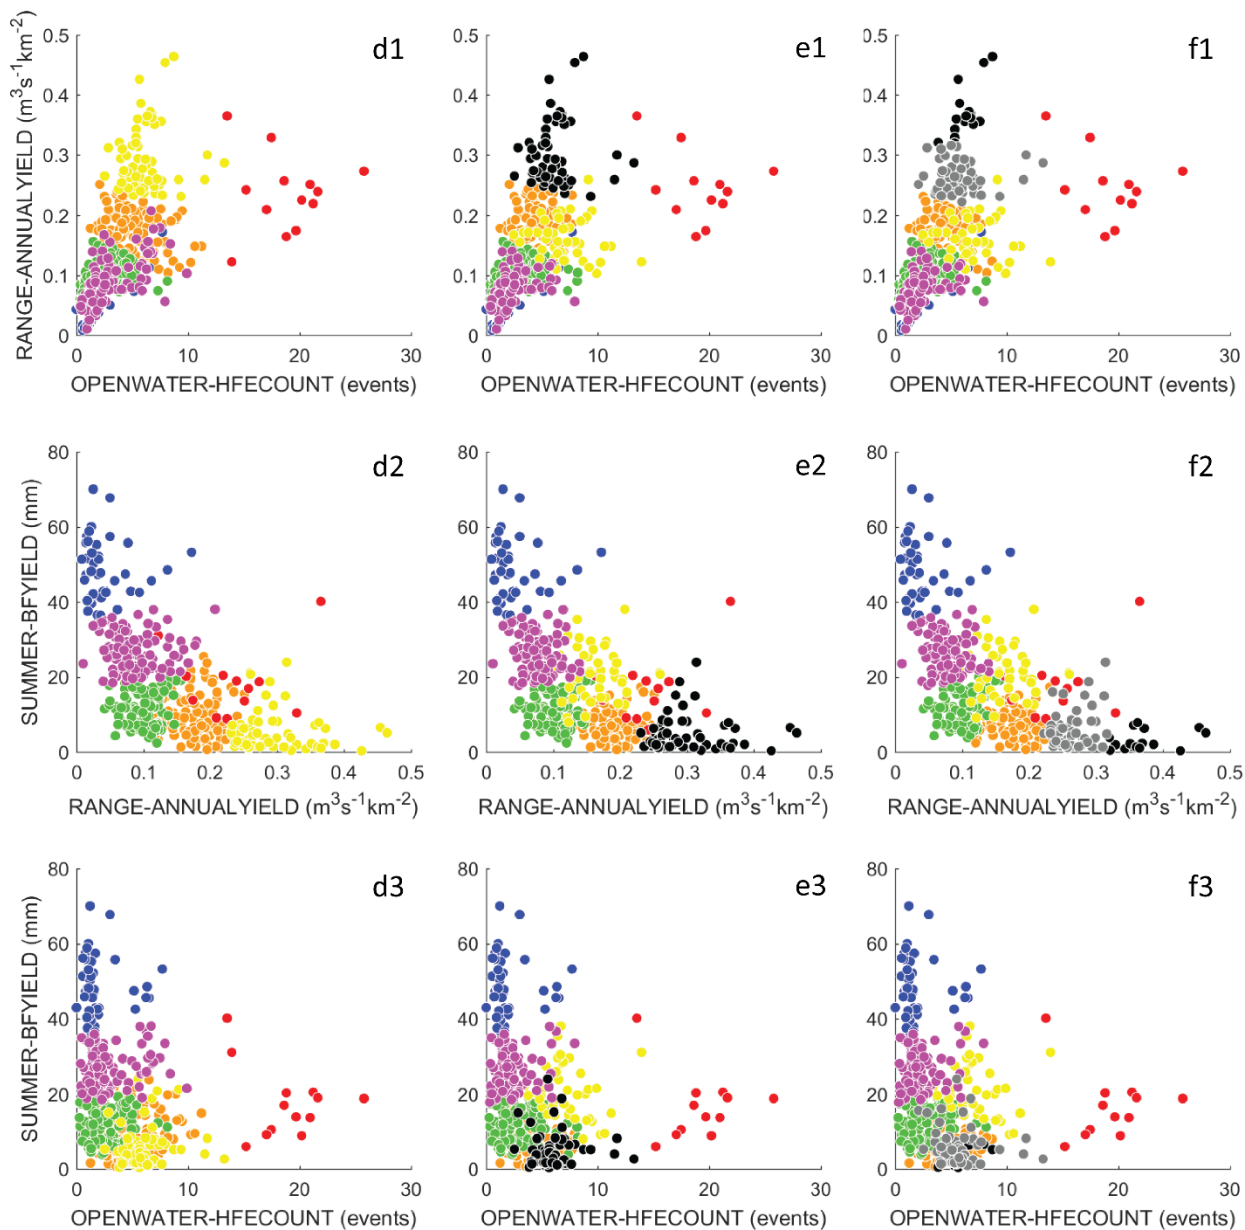 d1
e1
f1
RANGE-ANNUALYIELD (m³s⁻¹km⁻²)
0.5
0.4
0.3
0.2
0.1
0
0 10 20 30
OPENWATER-HFECOUNT (events)
0.5
0.4
0.3
0.2
0.1
0
0 10 20 30
OPENWATER-HFECOUNT (events)
0.5
0.4
0.3
0.2
0.1
0
0 10 20 30
OPENWATER-HFECOUNT (events)
d2
e2
f2
SUMMER-BFYIELD (mm)
80
60
40
20
0
0 0.1 0.2 0.3 0.4 0.5
RANGE-ANNUALYIELD (m³s⁻¹km⁻²)
80
60
40
20
0
0 0.1 0.2 0.3 0.4 0.5
RANGE-ANNUALYIELD (m³s⁻¹km⁻²)
80
60
40
20
0
0 0.1 0.2 0.3 0.4 0.5
RANGE-ANNUALYIELD (m³s⁻¹km⁻²)
d3
e3
f3
SUMMER-BFYIELD (mm)
80
60
40
20
0
0 10 20 30
OPENWATER-HFECOUNT (events)
80
60
40
20
0
0 10 20 30
OPENWATER-HFECOUNT (events)
80
60
40
20
0
0 10 20 30
OPENWATER-HFECOUNT (events)